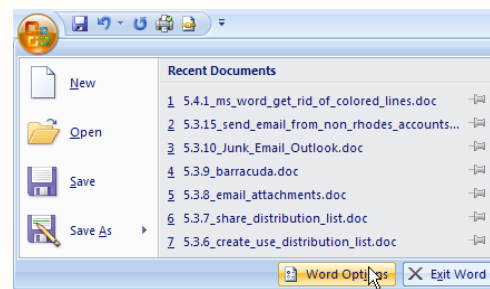 New
Open
Save
Save As
Recent Documents
1 5.4.1_ms_word_get_rid_of_colored_lines.doc
2 5.3.15_send_email_from_non_rhodes_accounts...
3 5.3.10_Junk_Email_Outlook.doc
4 5.3.9_barracuda.doc
5 5.3.8_email_attachments.doc
6 5.3.7_share_distribution_list.doc
7 5.3.6_create_use_distribution_list.doc
Word Options
Exit Word